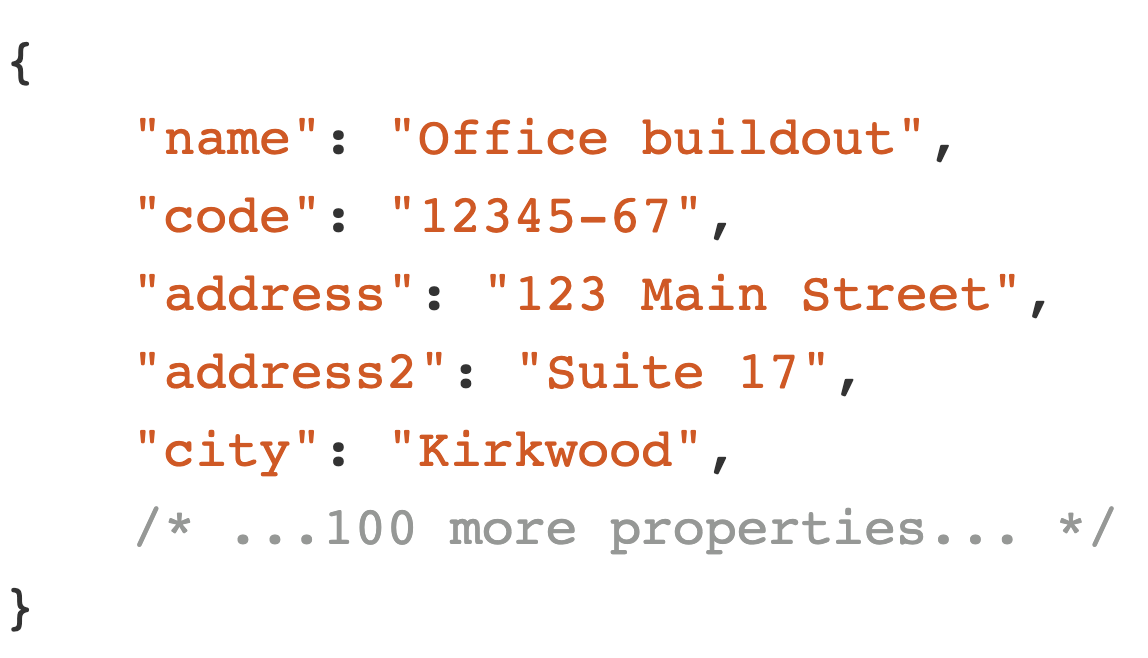 {
"name": "Office buildout",
"code": "12345-67",
"address": "123 Main Street",
"address2": "Suite 17",
"city": "Kirkwood",
/* ...100 more properties... */
}